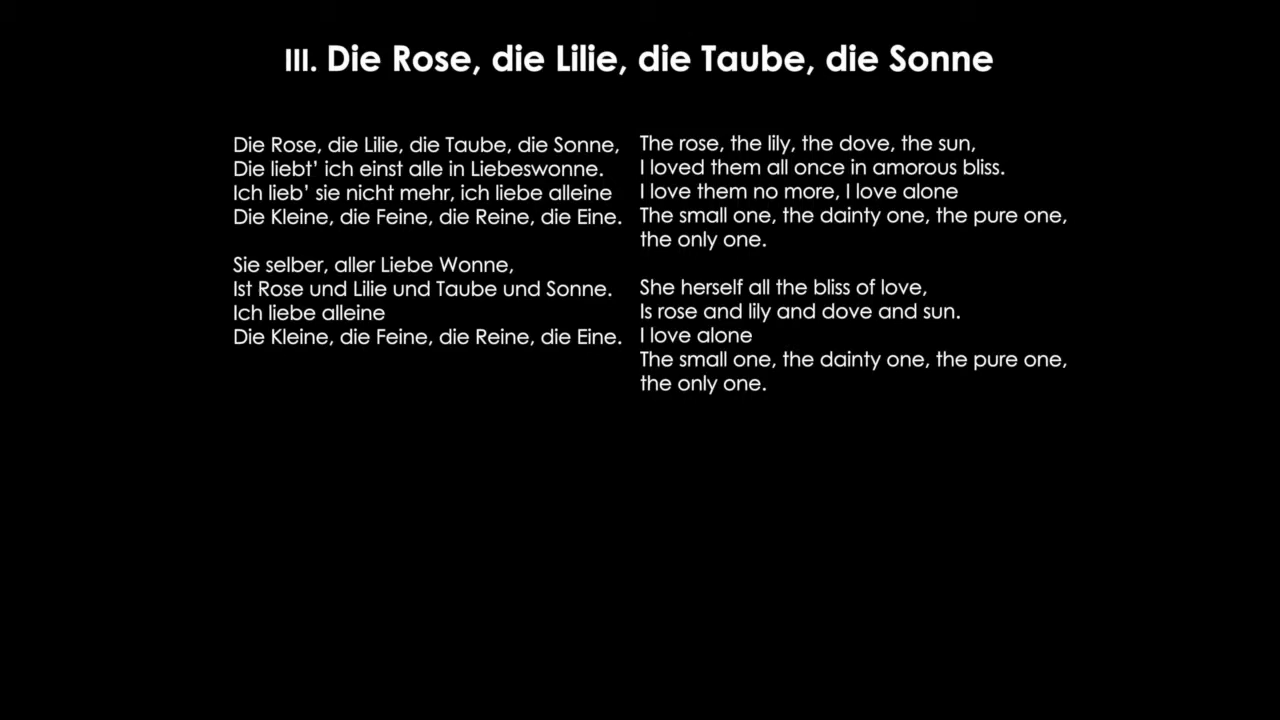 III. Die Rose, die Lilie, die Taube, die Sonne
Die Rose, die Lilie, die Taube, die Sonne,
Die liebt’ ich einst alle in Liebeswonne.
Ich lieb’ sie nicht mehr, ich liebe alleine
Die Kleine, die Feine, die Reine, die Eine.
Sie selber, aller Liebe Wonne,
Ist Rose und Lilie und Taube und Sonne.
Ich liebe alleine
Die Kleine, die Feine, die Reine, die Eine.
The rose, the lily, the dove, the sun,
I loved them all once in amorous bliss.
I love them no more, I love alone
The small one, the dainty one, the pure one,
the only one.
She herself all the bliss of love,
Is rose and lily and dove and sun.
I love alone
The small one, the dainty one, the pure one,
the only one.